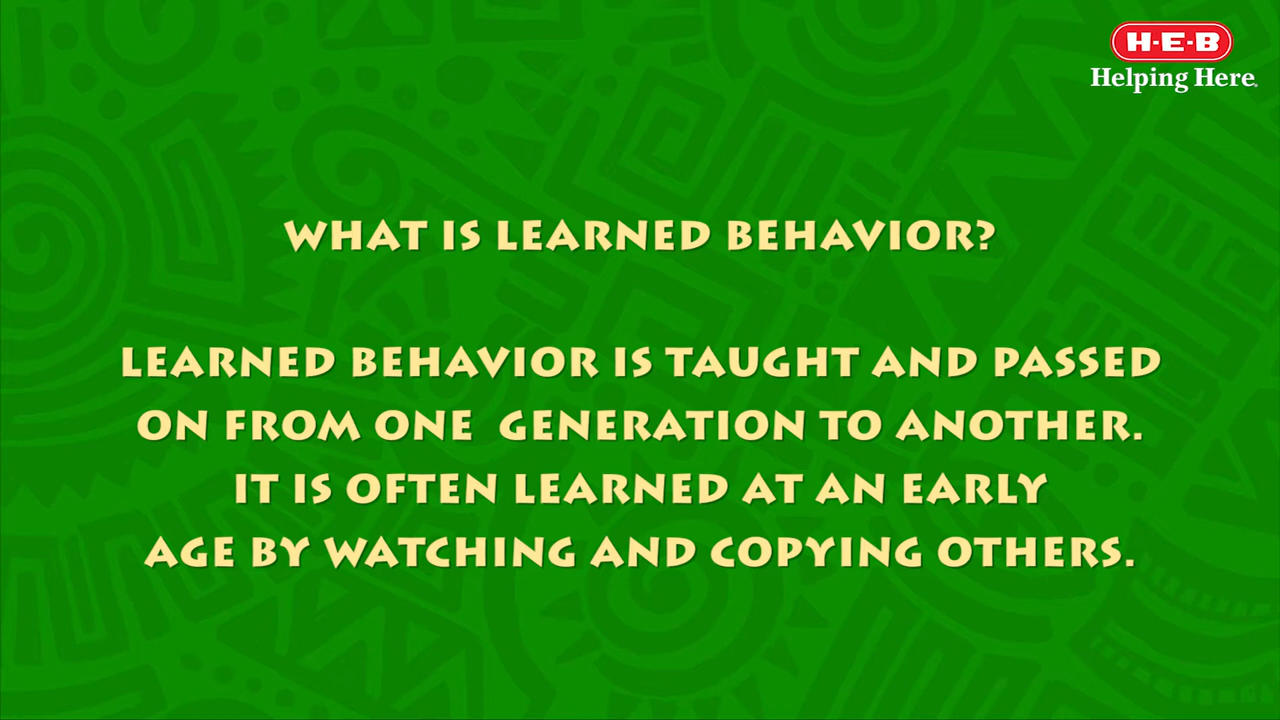 H-E-B
Helping Here.
WHAT IS LEARNED BEHAVIOR?
LEARNED BEHAVIOR IS TAUGHT AND PASSED
ON FROM ONE  GENERATION TO ANOTHER.
IT IS OFTEN LEARNED AT AN EARLY
AGE BY WATCHING AND COPYING OTHERS.